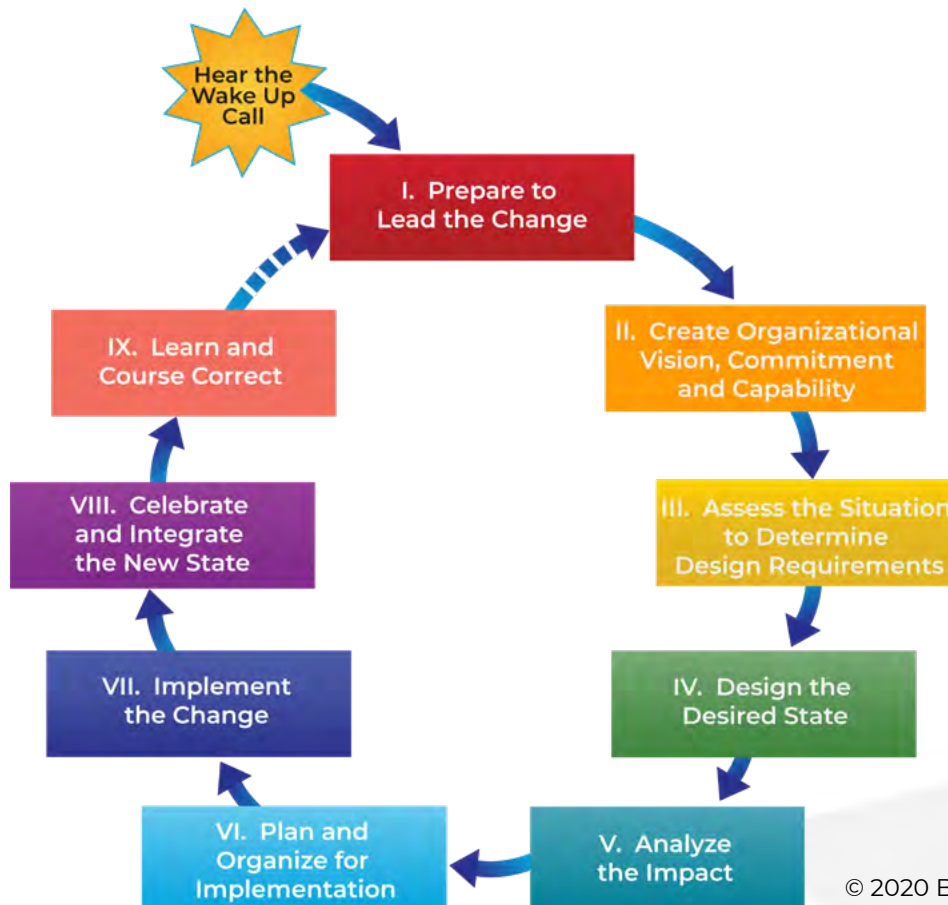 Hear the
Wake Up
Call
I. Prepare to
Lead the Change
II. Create Organizational
Vision, Commitment
and Capability
III. Assess the Situation
to Determine
Design Requirements
IV. Design the
Desired State
V. Analyze
the Impact
VI. Plan and
Organize for
Implementation
VII. Implement
the Change
VIII. Celebrate
and Integrate
the New State
IX. Learn and
Course Correct
© 2020